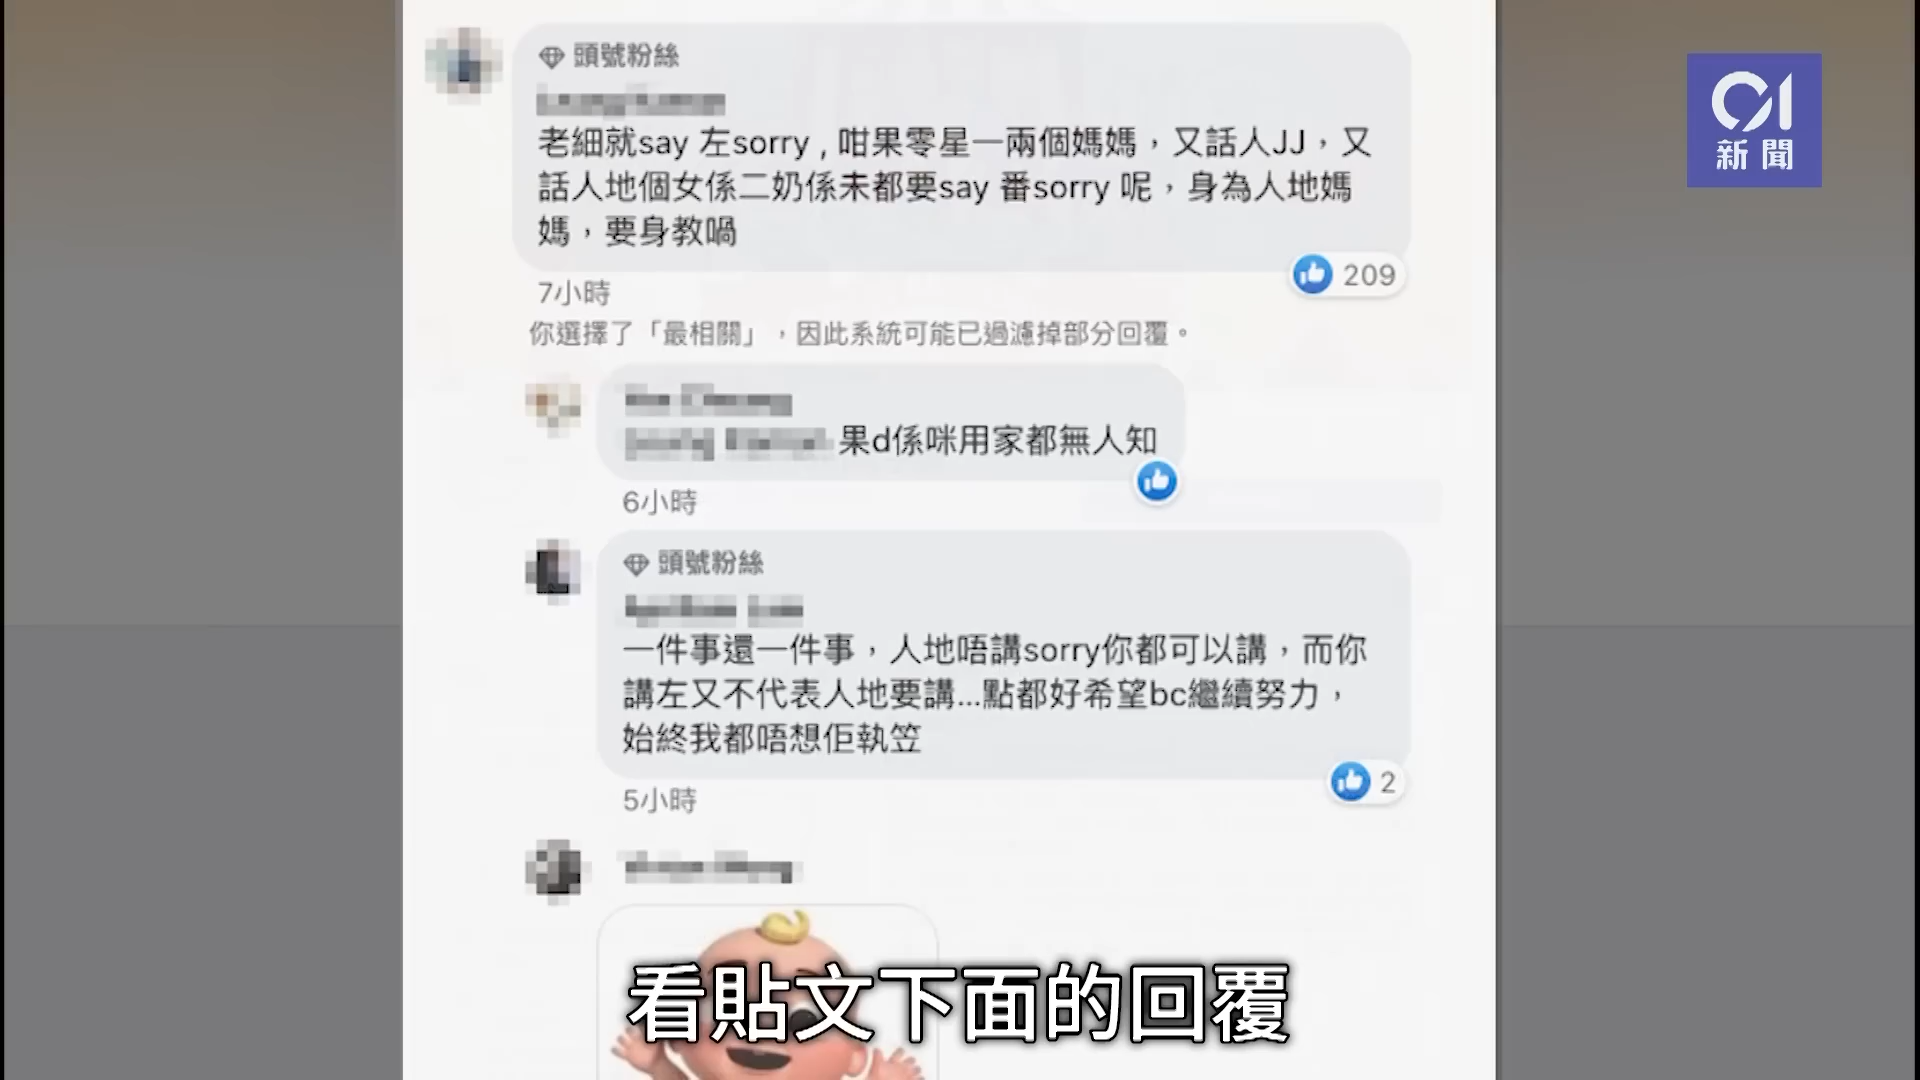 頭號粉絲
老細就say 左sorry , 咁果零星一兩個媽媽，又話人JJ，又
話人地個女係二奶係未都要say 番sorry 呢，身為人地媽
媽，要身教喎
209
7小時
你選擇了「最相關」，因此系統可能已過濾掉部分回覆。
果d係咪用家都無人知
6小時
頭號粉絲
一件事還一件事，人地唔講sorry你都可以講，而你
講左又不代表人地要講...點都好希望bc繼續努力，
始終我都唔想佢執笠
2
5小時
看貼文下面的回覆
01
新聞